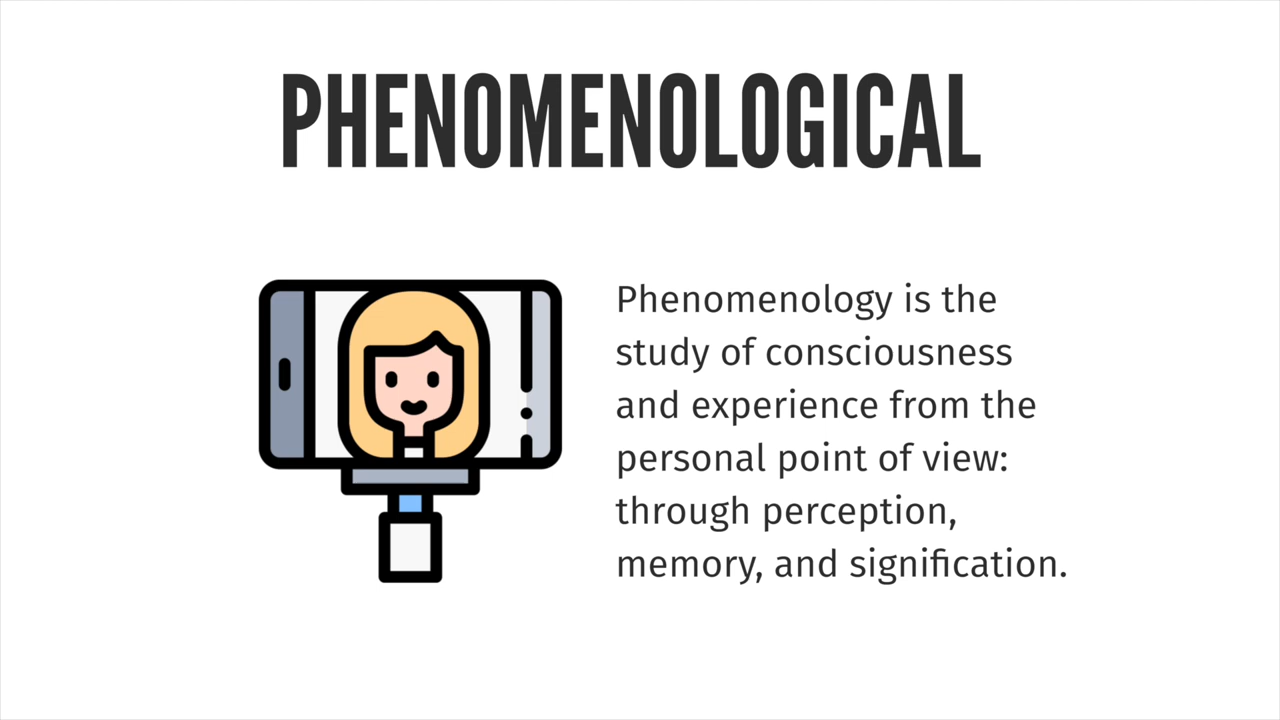 PHENOMENOLOGICAL
Phenomenology is the
study of consciousness
and experience from the
personal point of view:
through perception,
memory, and signification.